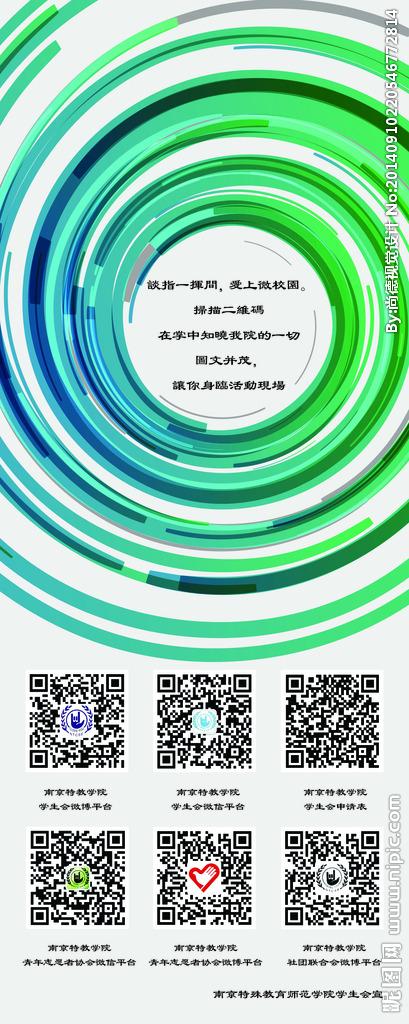 談指一揮間，愛上微校園。
掃描二維碼
在掌中知曉我院的一切
圖文并茂，
讓你身臨活動現場
南京特教学院
学生会微博平台
南京特教学院
学生会微信平台
南京特教学院
学生会申请表
南京特教学院
青年志愿者协会微信平台
南京特教学院
青年志愿者协会微博平台
南京特教学院
社团联合会微博平台
南京特殊教育师范学院学生会宣
By:尚德视觉设计 No:20140910220546772814
昵图网 www.nipic.com